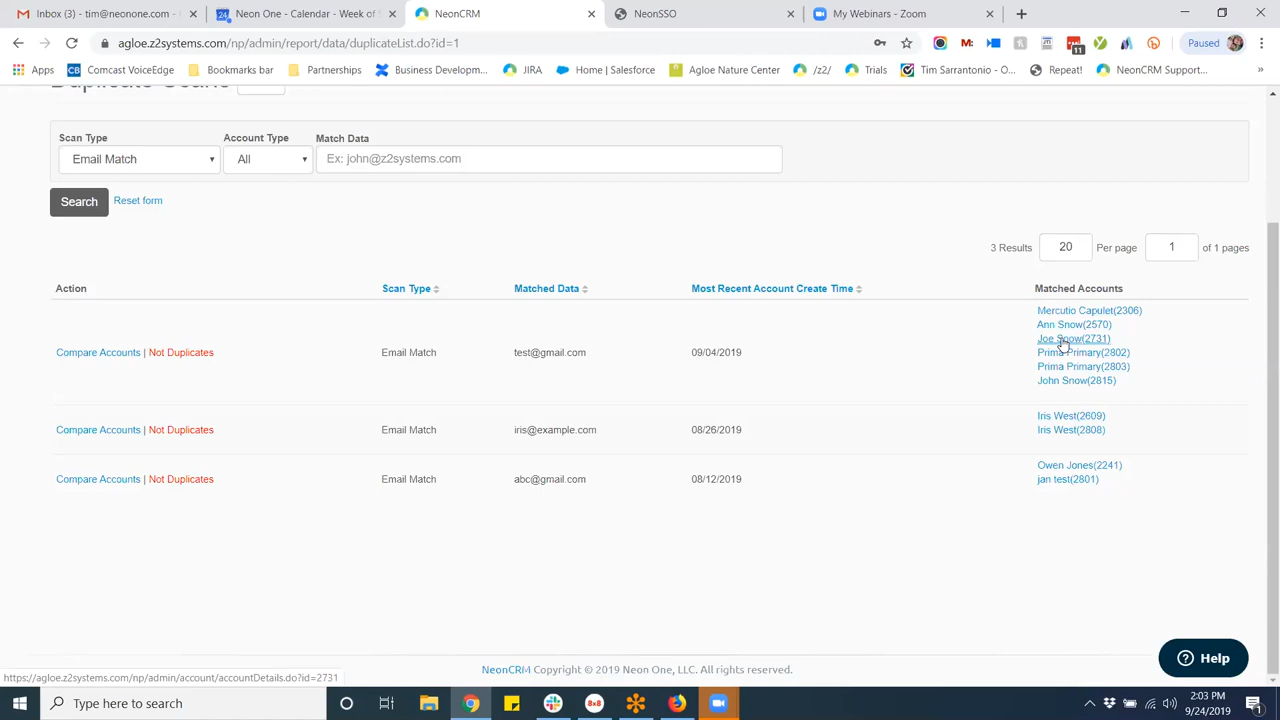 Inbox (3) - tim@neonone.com -
Neon One - Calendar - Week of S
NeonCRM
NeonSSO
My Webinars - Zoom
agloe.z2systems.com/np/admin/report/data/duplicateList.do?id=1
11
Paused
Apps
CB Comcast VoiceEdge
Bookmarks bar
Partnerships
Business Developm...
JIRA
Home | Salesforce
Agloe Nature Center
/z2/
Trials
Tim Sarrantonio - O...
Repeat!
NeonCRM Support...
»
Scan Type
Account Type
Match Data
Email Match
All
Ex: john@z2systems.com
Search
Reset form
3 Results 20 Per page 1 of 1 pages
Action Scan Type Matched Data Most Recent Account Create Time Matched Accounts
Mercutio Capulet(2306)
Ann Snow(2570)
Joe Snow(2731)
Compare Accounts | Not Duplicates Email Match test@gmail.com 09/04/2019 Prima Primary(2802)
Prima Primary(2803)
John Snow(2815)
Iris West(2609)
Compare Accounts | Not Duplicates Email Match iris@example.com 08/26/2019 Iris West(2808)
Owen Jones(2241)
Compare Accounts | Not Duplicates Email Match abc@gmail.com 08/12/2019 jan test(2801)
Help
NeonCRM Copyright © 2019 Neon One, LLC. All rights reserved.
https://agloe.z2systems.com/np/admin/account/accountDetails.do?id=2731
Type here to search
8x8
2:03 PM
9/24/2019
1